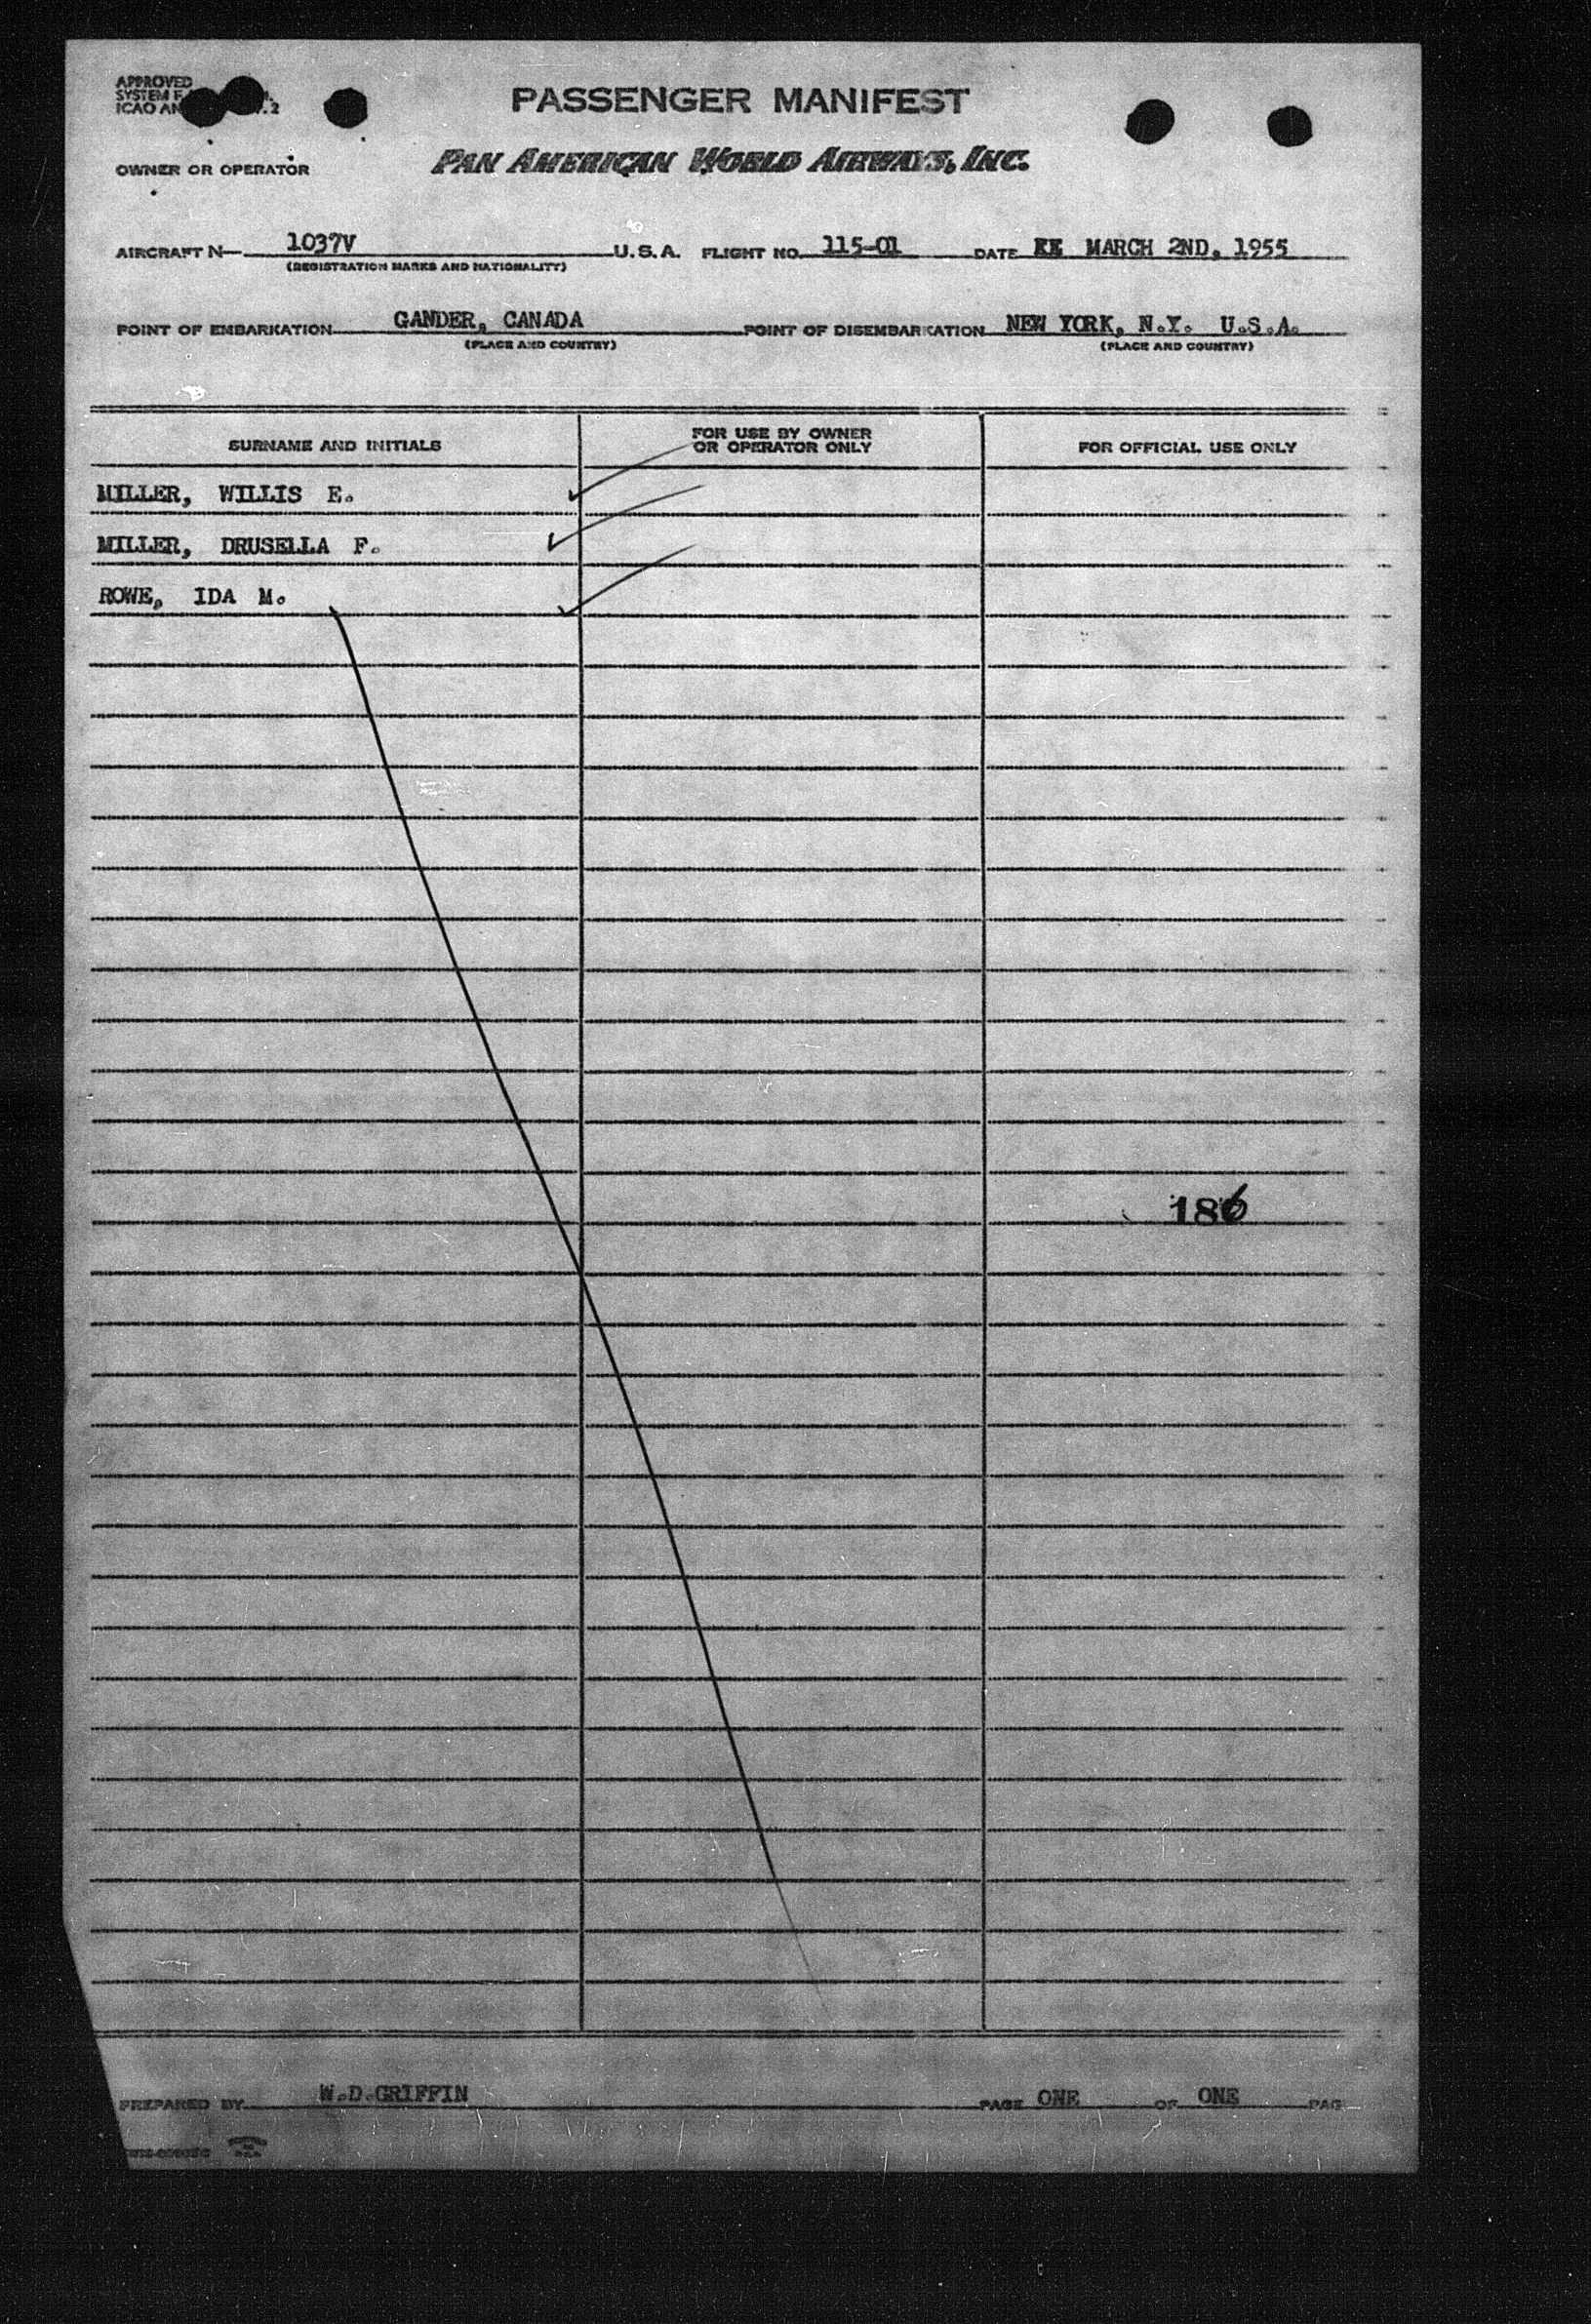 APPROVED
SYSTEM
ICAO
PASSENGER MANIFEST
OWNER OR OPERATOR PAN AMERICAN WORLD AIRWAYS, INC.
AIRCRAFT N— 1037V U.S.A. FLIGHT NO. 115-01 DATE MARCH 2ND, 1955
(REGISTRATION MARKS AND NATIONALITY)
POINT OF EMBARKATION GANDER, CANADA POINT OF DISEMBARKATION NEW YORK, N.Y. U.S.A.
(PLACE AND COUNTRY) (PLACE AND COUNTRY)
SURNAME AND INITIALS FOR USE BY OWNER OR OPERATOR ONLY FOR OFFICIAL USE ONLY
MILLER, WILLIS E.
MILLER, DRUSELLA F.
ROWE, IDA M.
186
PREPARED BY W.D.GRIFFIN PAGE ONE OF ONE PAG